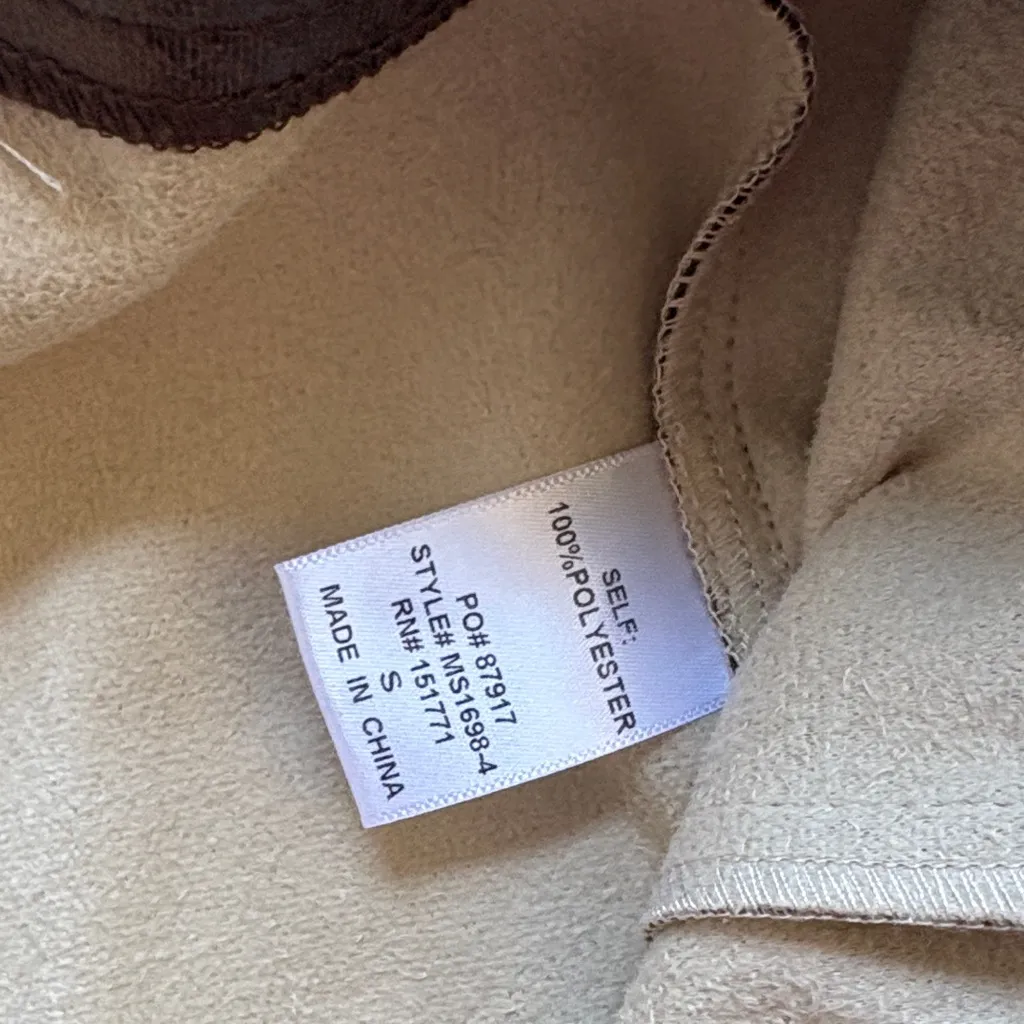 SELF:
100%POLYESTER
PO# 87917
STYLE# MS1698-4
RN# 151771
S
MADE IN CHINA